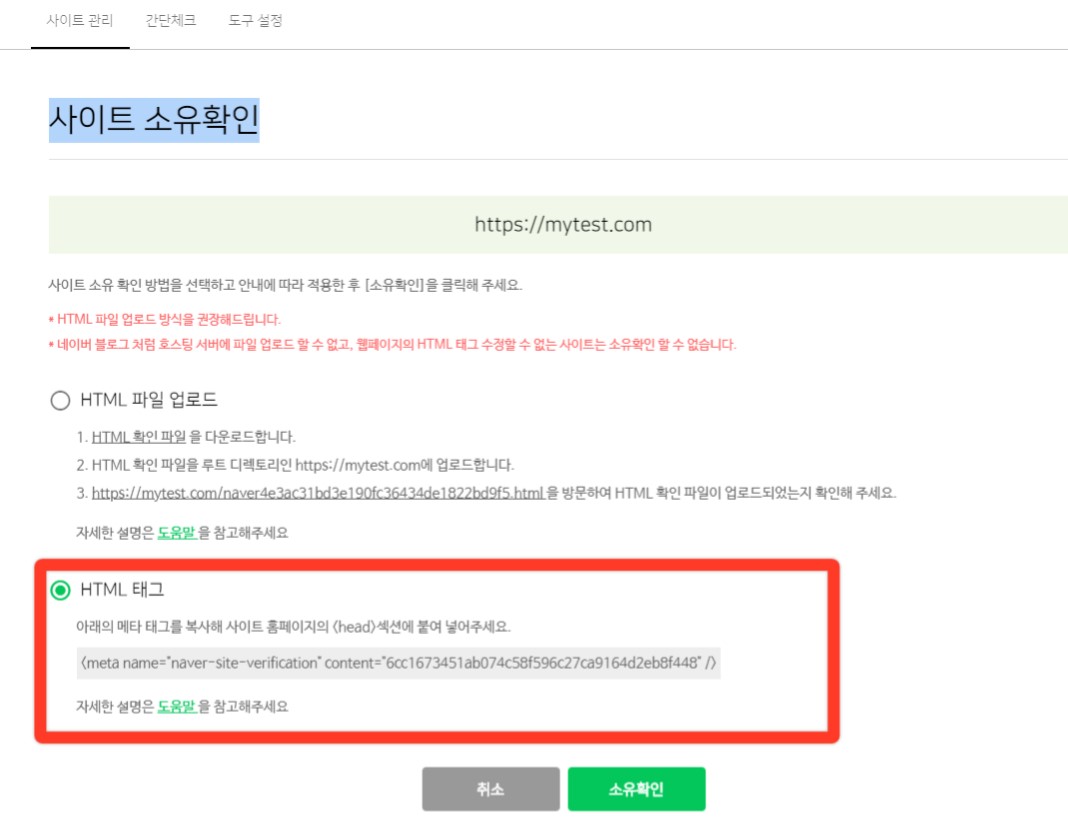 사이트 관리 간단체크 도구 설정
사이트 소유확인
https://mytest.com
사이트 소유 확인 방법을 선택하고 안내에 따라 적용한 후 [소유확인]을 클릭해 주세요.
* HTML 파일 업로드 방식을 권장해드립니다.
* 네이버 블로그 처럼 호스팅 서버에 파일 업로드 할 수 없고, 웹페이지의 HTML 태그 수정할 수 없는 사이트는 소유확인 할 수 없습니다.
HTML 파일 업로드
1. HTML 확인 파일 을 다운로드합니다.
2. HTML 확인 파일을 루트 디렉토리인 https://mytest.com에 업로드합니다.
3. https://mytest.com/naver4e3ac31bd3e190fc36434de1822bd9f5.html 을 방문하여 HTML 확인 파일이 업로드되었는지 확인해 주세요.
자세한 설명은 도움말 을 참고해주세요
HTML 태그
아래의 메타 태그를 복사해 사이트 홈페이지의 <head>섹션에 붙여 넣어주세요.
<meta name="naver-site-verification" content="6cc1673451ab074c58f596c27ca9164d2eb8f448" />
자세한 설명은 도움말 을 참고해주세요
취소 소유확인